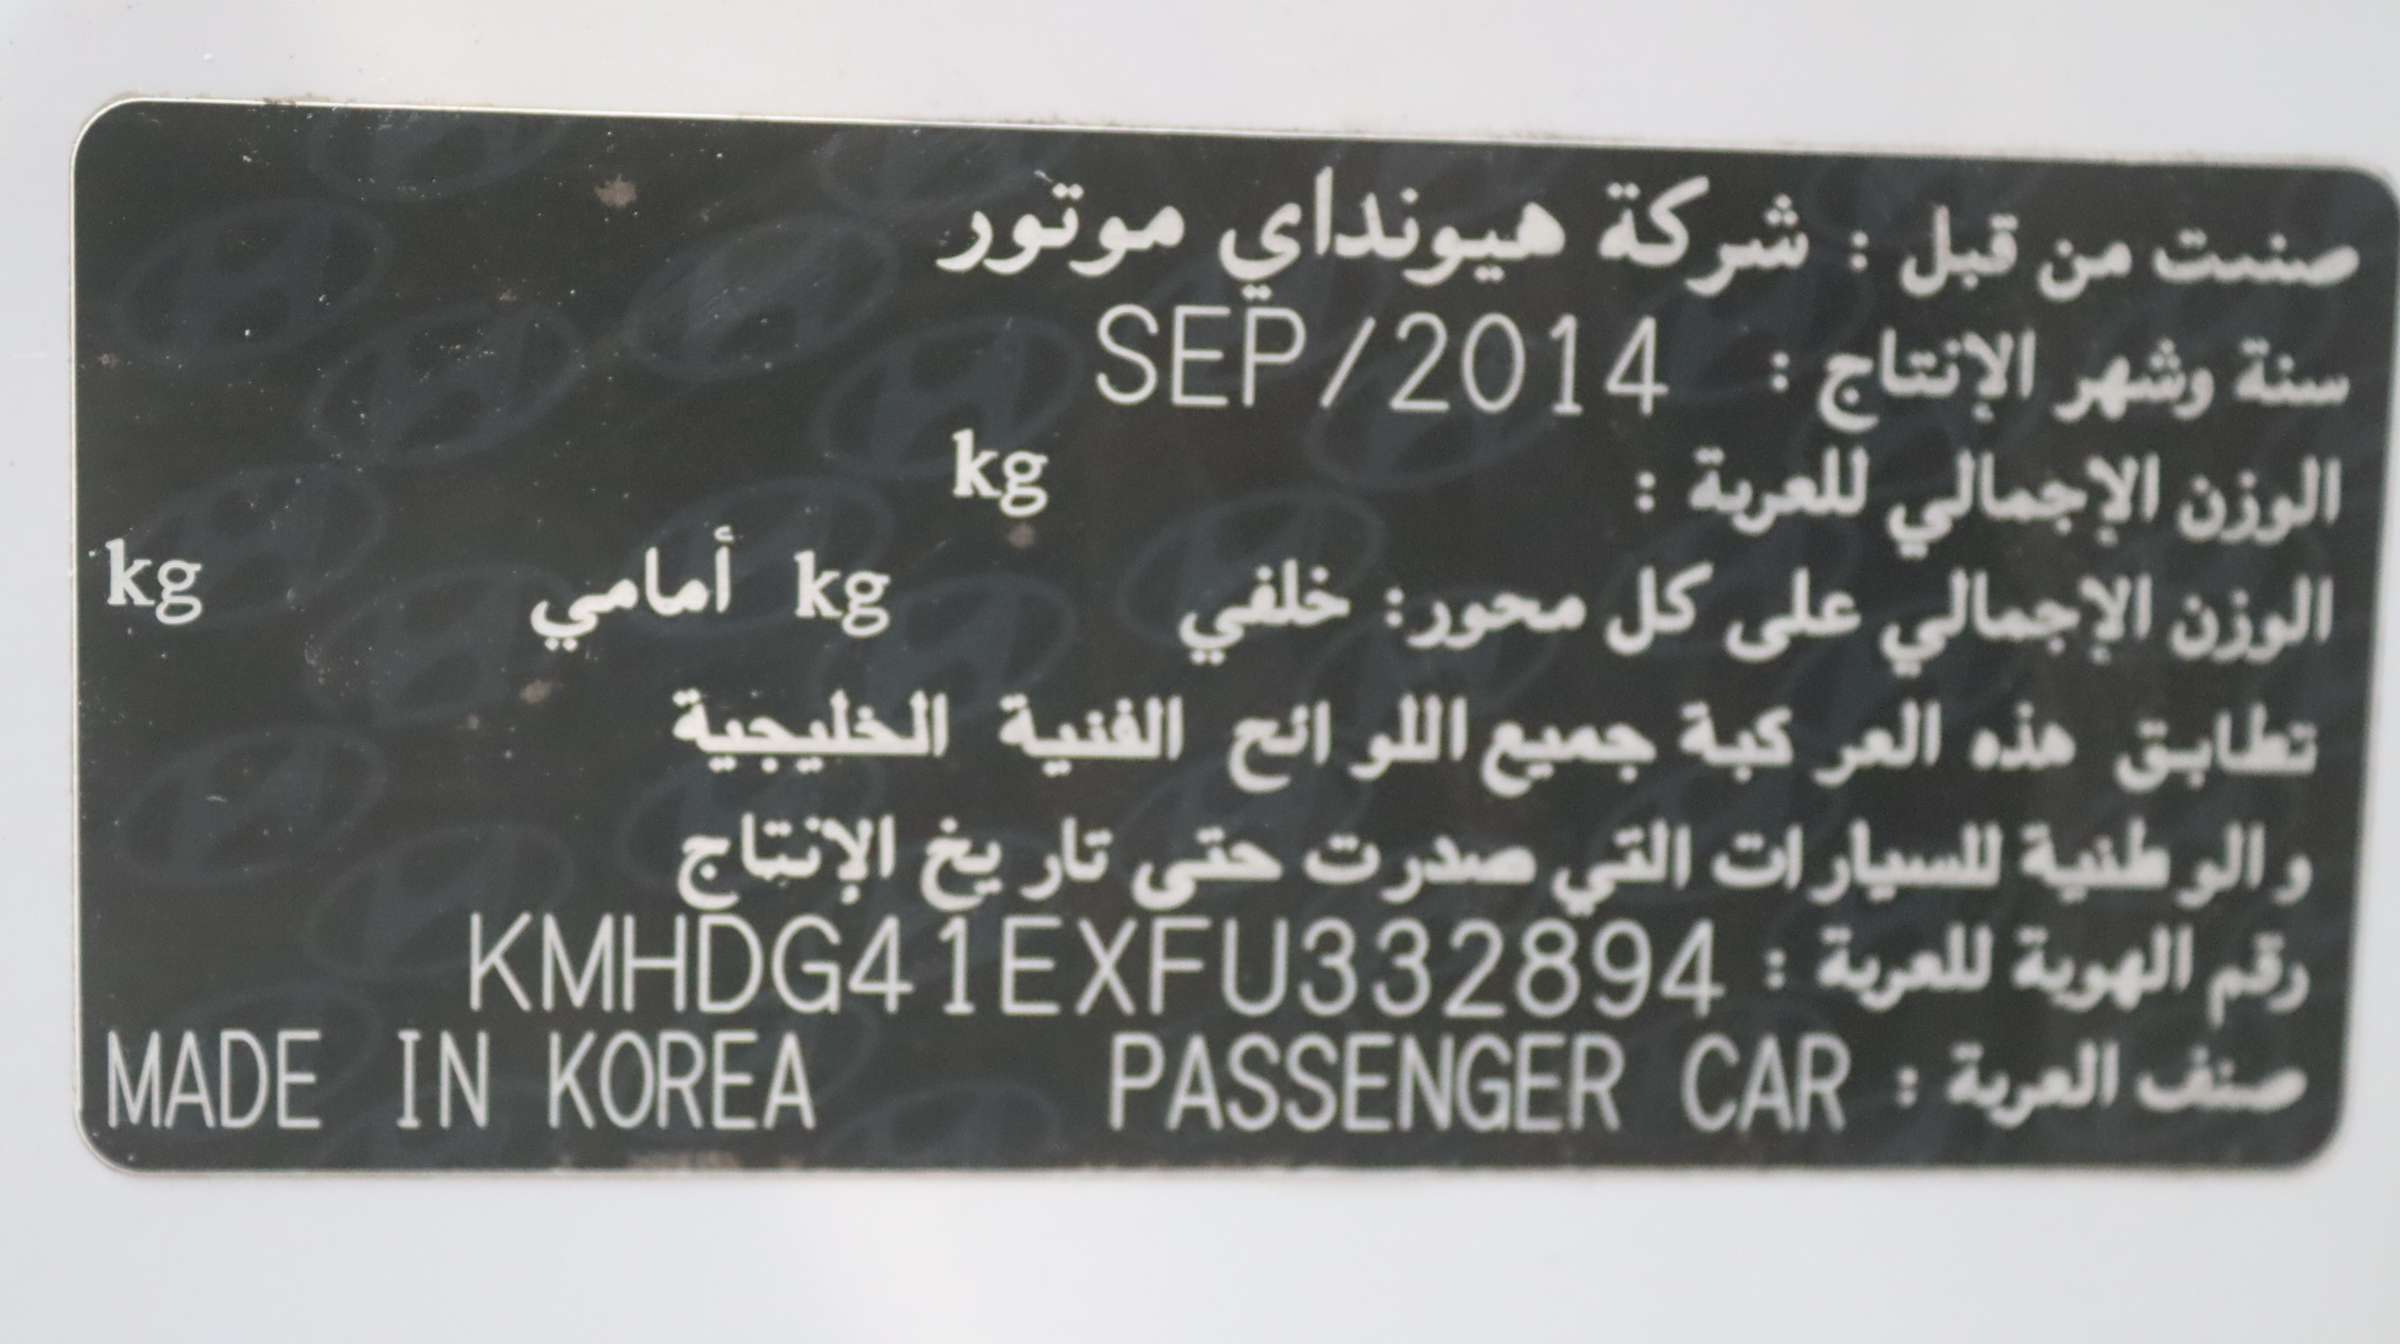 صنعت من قبل : شركة هيونداي موتور
سنة وشهر الإنتاج : SEP/2014
الوزن الإجمالي للعربة : kg
الوزن الإجمالي على كل محور: خلفي kg أمامي kg
تطابق هذه العركبة جميع اللوائح الفنية الخليجية
والوطنية للسيارات التي صدرت حتى تاريخ الإنتاج
رقم الهوية للعربة : KMHDG41EXFU332894
صنف العربة : PASSENGER CAR MADE IN KOREA